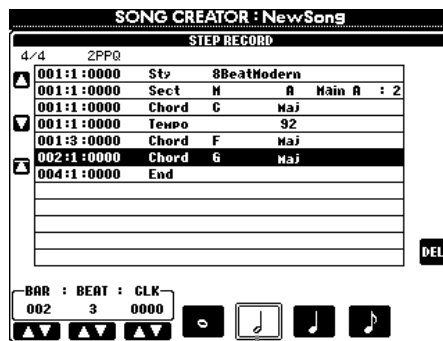 SONG CREATOR : NewSong
STEP RECORD
4/4 2PPQ
001:1:0000 Sty 8BeatModern
001:1:0000 Sect M A Main A : 2
001:1:0000 Chord C Maj
001:1:0000 Tempo 92
001:3:0000 Chord F Maj
002:1:0000 Chord G Maj
004:1:0000 End
DEL
BAR : BEAT : CLK
002 3 0000